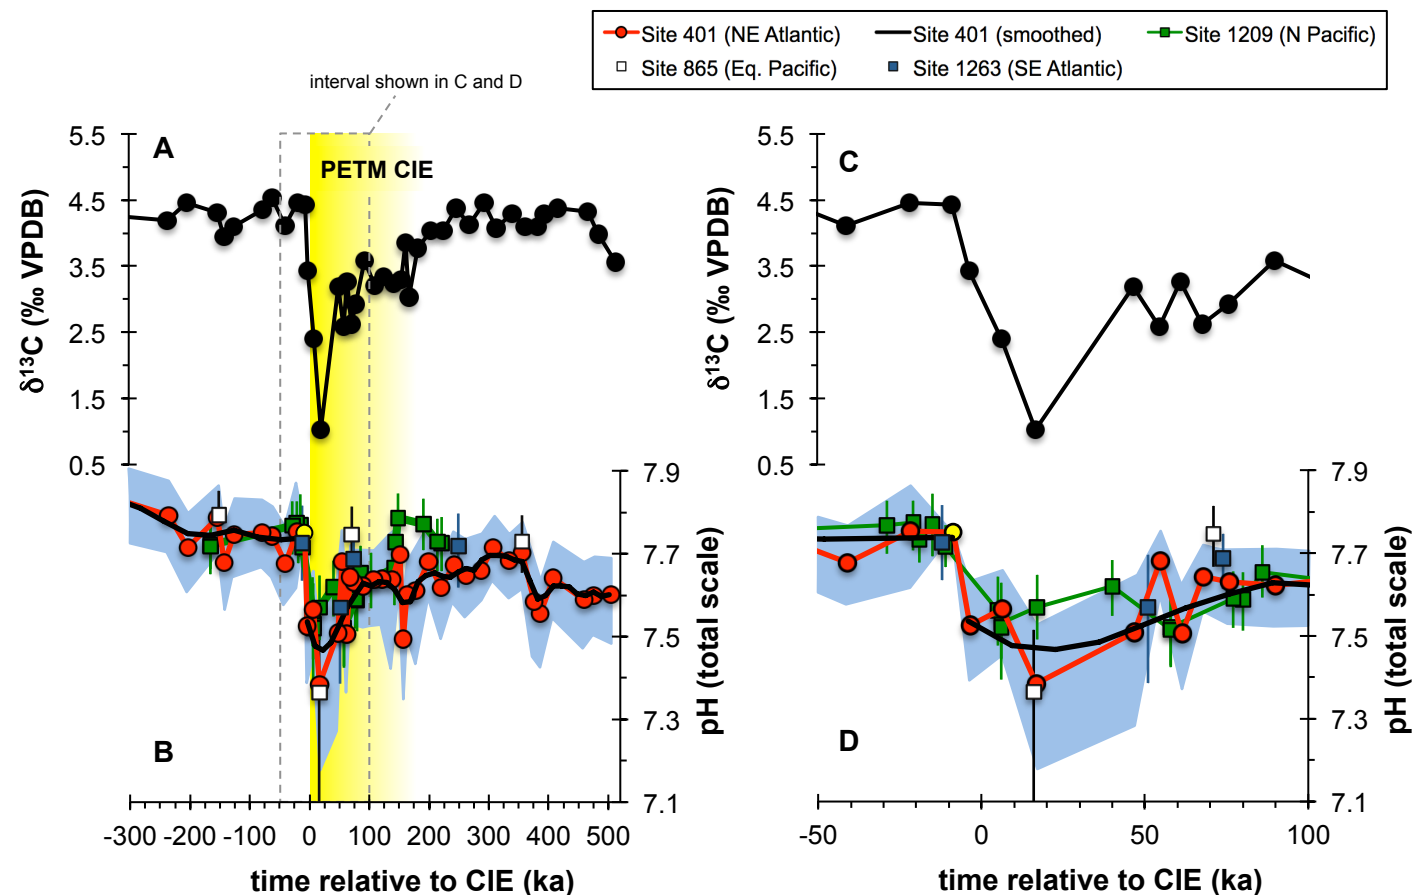 Site 401 (NE Atlantic) Site 401 (smoothed) Site 1209 (N Pacific)
Site 865 (Eq. Pacific) Site 1263 (SE Atlantic)
interval shown in C and D
A
PETM CIE
δ¹³C (‰ VPDB)
5.5
4.5
3.5
2.5
1.5
0.5
B
pH (total scale)
7.9
7.7
7.5
7.3
7.1
-300 -200 -100 0 100 200 300 400 500
time relative to CIE (ka)
C
δ¹³C (‰ VPDB)
5.5
4.5
3.5
2.5
1.5
0.5
D
pH (total scale)
7.9
7.7
7.5
7.3
7.1
-50 0 50 100
time relative to CIE (ka)